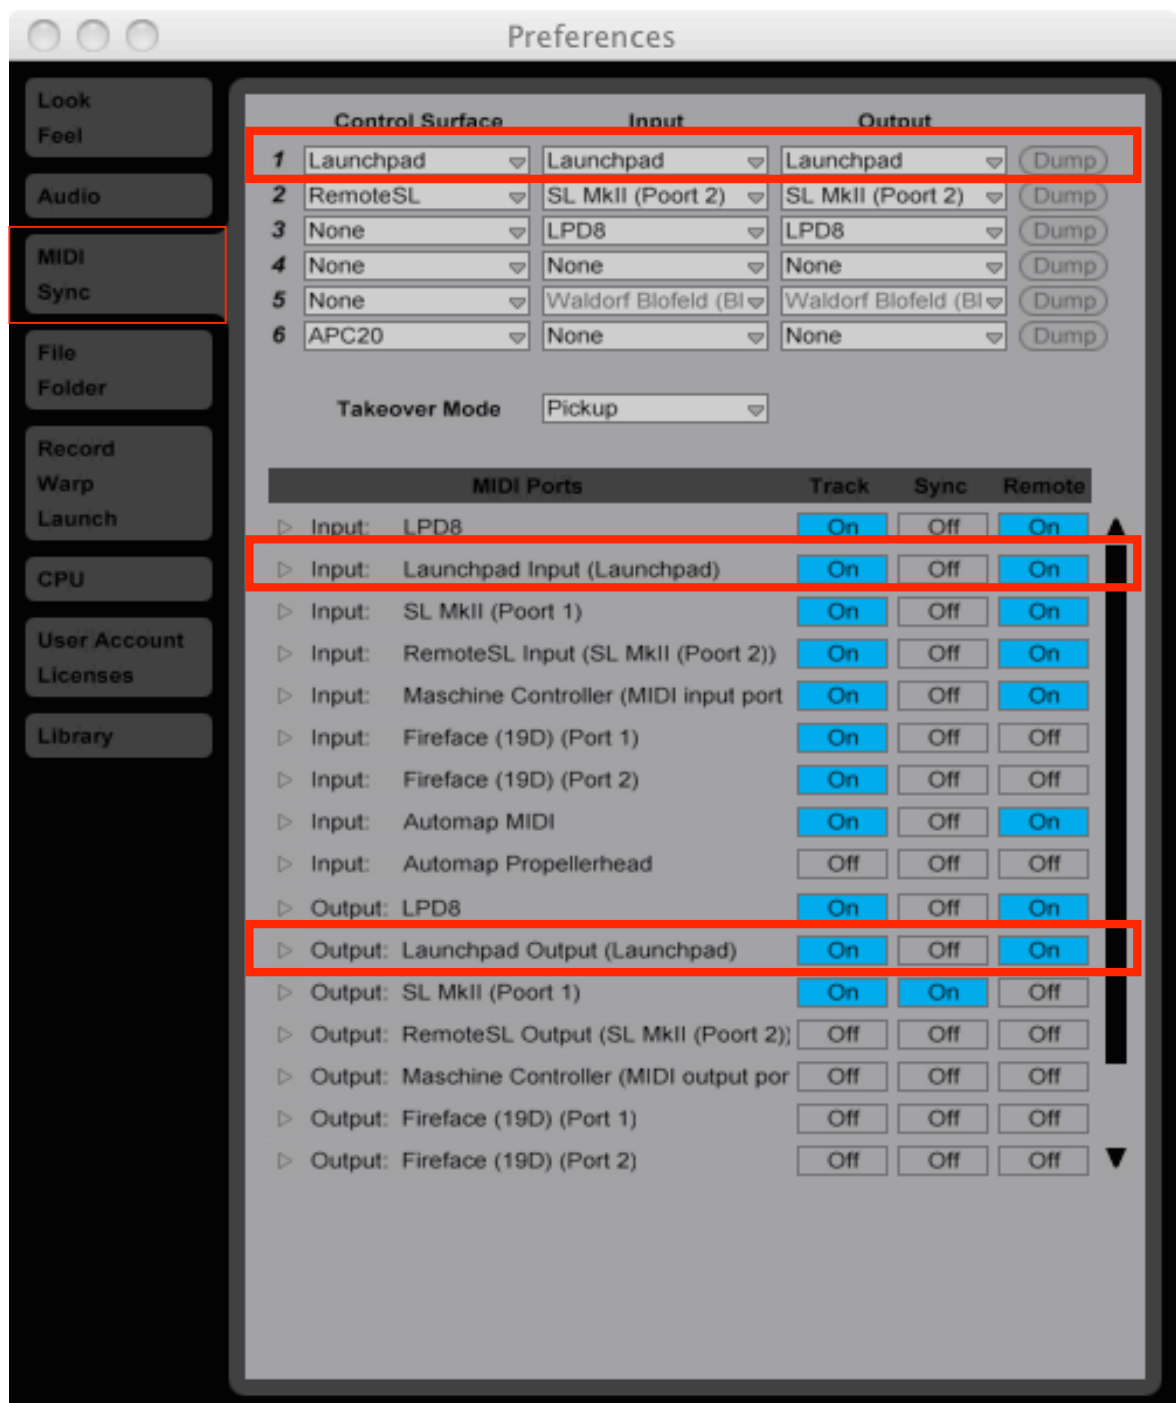 Preferences
Look
Feel
Audio
MIDI
Sync
File
Folder
Record
Warp
Launch
CPU
User Account
Licenses
Library
Control Surface Input Output
1 Launchpad Launchpad Launchpad Dump
2 RemoteSL SL MkII (Poort 2) SL MkII (Poort 2) Dump
3 None LPD8 LPD8 Dump
4 None None None Dump
5 None Waldorf Blofeld (Bl Waldorf Blofeld (Bl Dump
6 APC20 None None Dump
Takeover Mode Pickup
MIDI Ports Track Sync Remote
Input: LPD8 On Off On
Input: Launchpad Input (Launchpad) On Off On
Input: SL MkII (Poort 1) On Off On
Input: RemoteSL Input (SL MkII (Poort 2)) On Off On
Input: Maschine Controller (MIDI input port On Off On
Input: Fireface (19D) (Port 1) On Off Off
Input: Fireface (19D) (Port 2) On Off Off
Input: Automap MIDI On Off On
Input: Automap Propellerhead Off Off Off
Output: LPD8 On Off On
Output: Launchpad Output (Launchpad) On Off On
Output: SL MkII (Poort 1) On On Off
Output: RemoteSL Output (SL MkII (Poort 2)) Off Off Off
Output: Maschine Controller (MIDI output por Off Off Off
Output: Fireface (19D) (Port 1) Off Off Off
Output: Fireface (19D) (Port 2) Off Off Off